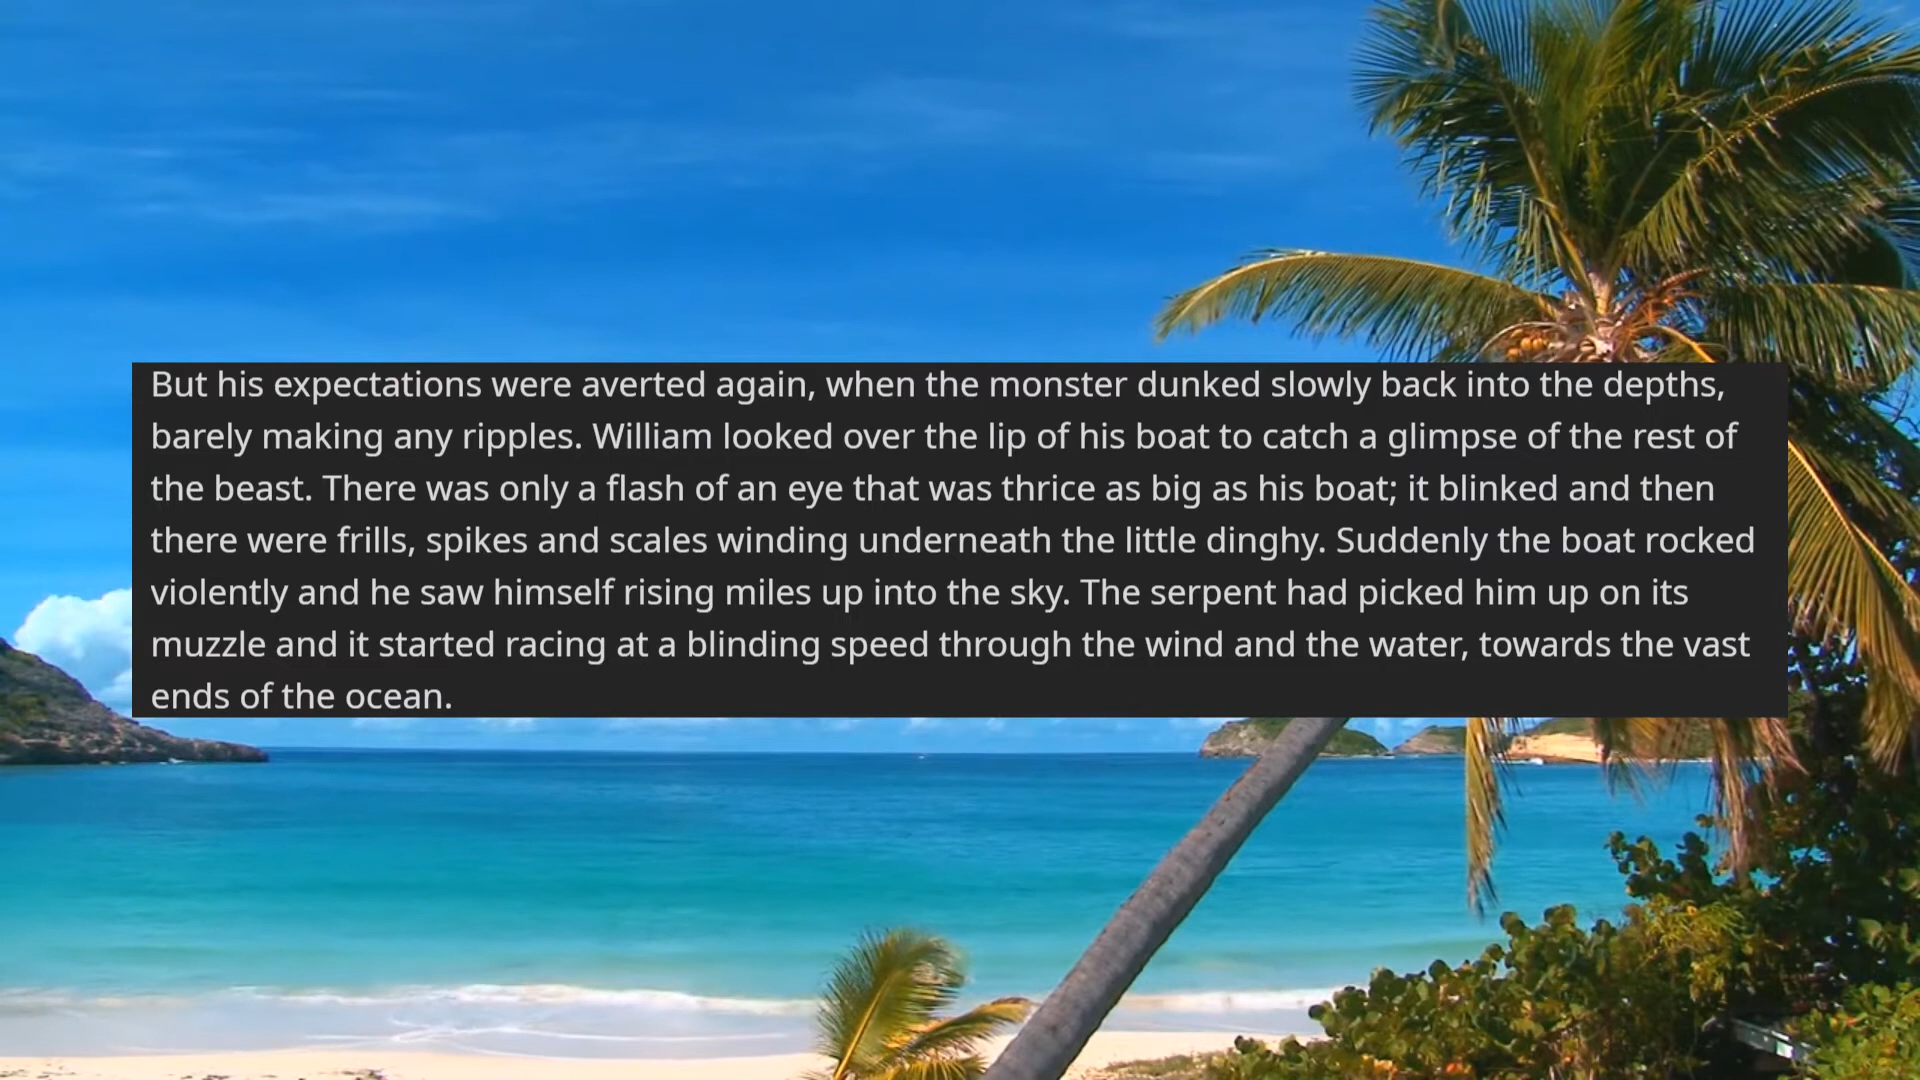 But his expectations were averted again, when the monster dunked slowly back into the depths,
barely making any ripples. William looked over the lip of his boat to catch a glimpse of the rest of
the beast. There was only a flash of an eye that was thrice as big as his boat; it blinked and then
there were frills, spikes and scales winding underneath the little dinghy. Suddenly the boat rocked
violently and he saw himself rising miles up into the sky. The serpent had picked him up on its
muzzle and it started racing at a blinding speed through the wind and the water, towards the vast
ends of the ocean.